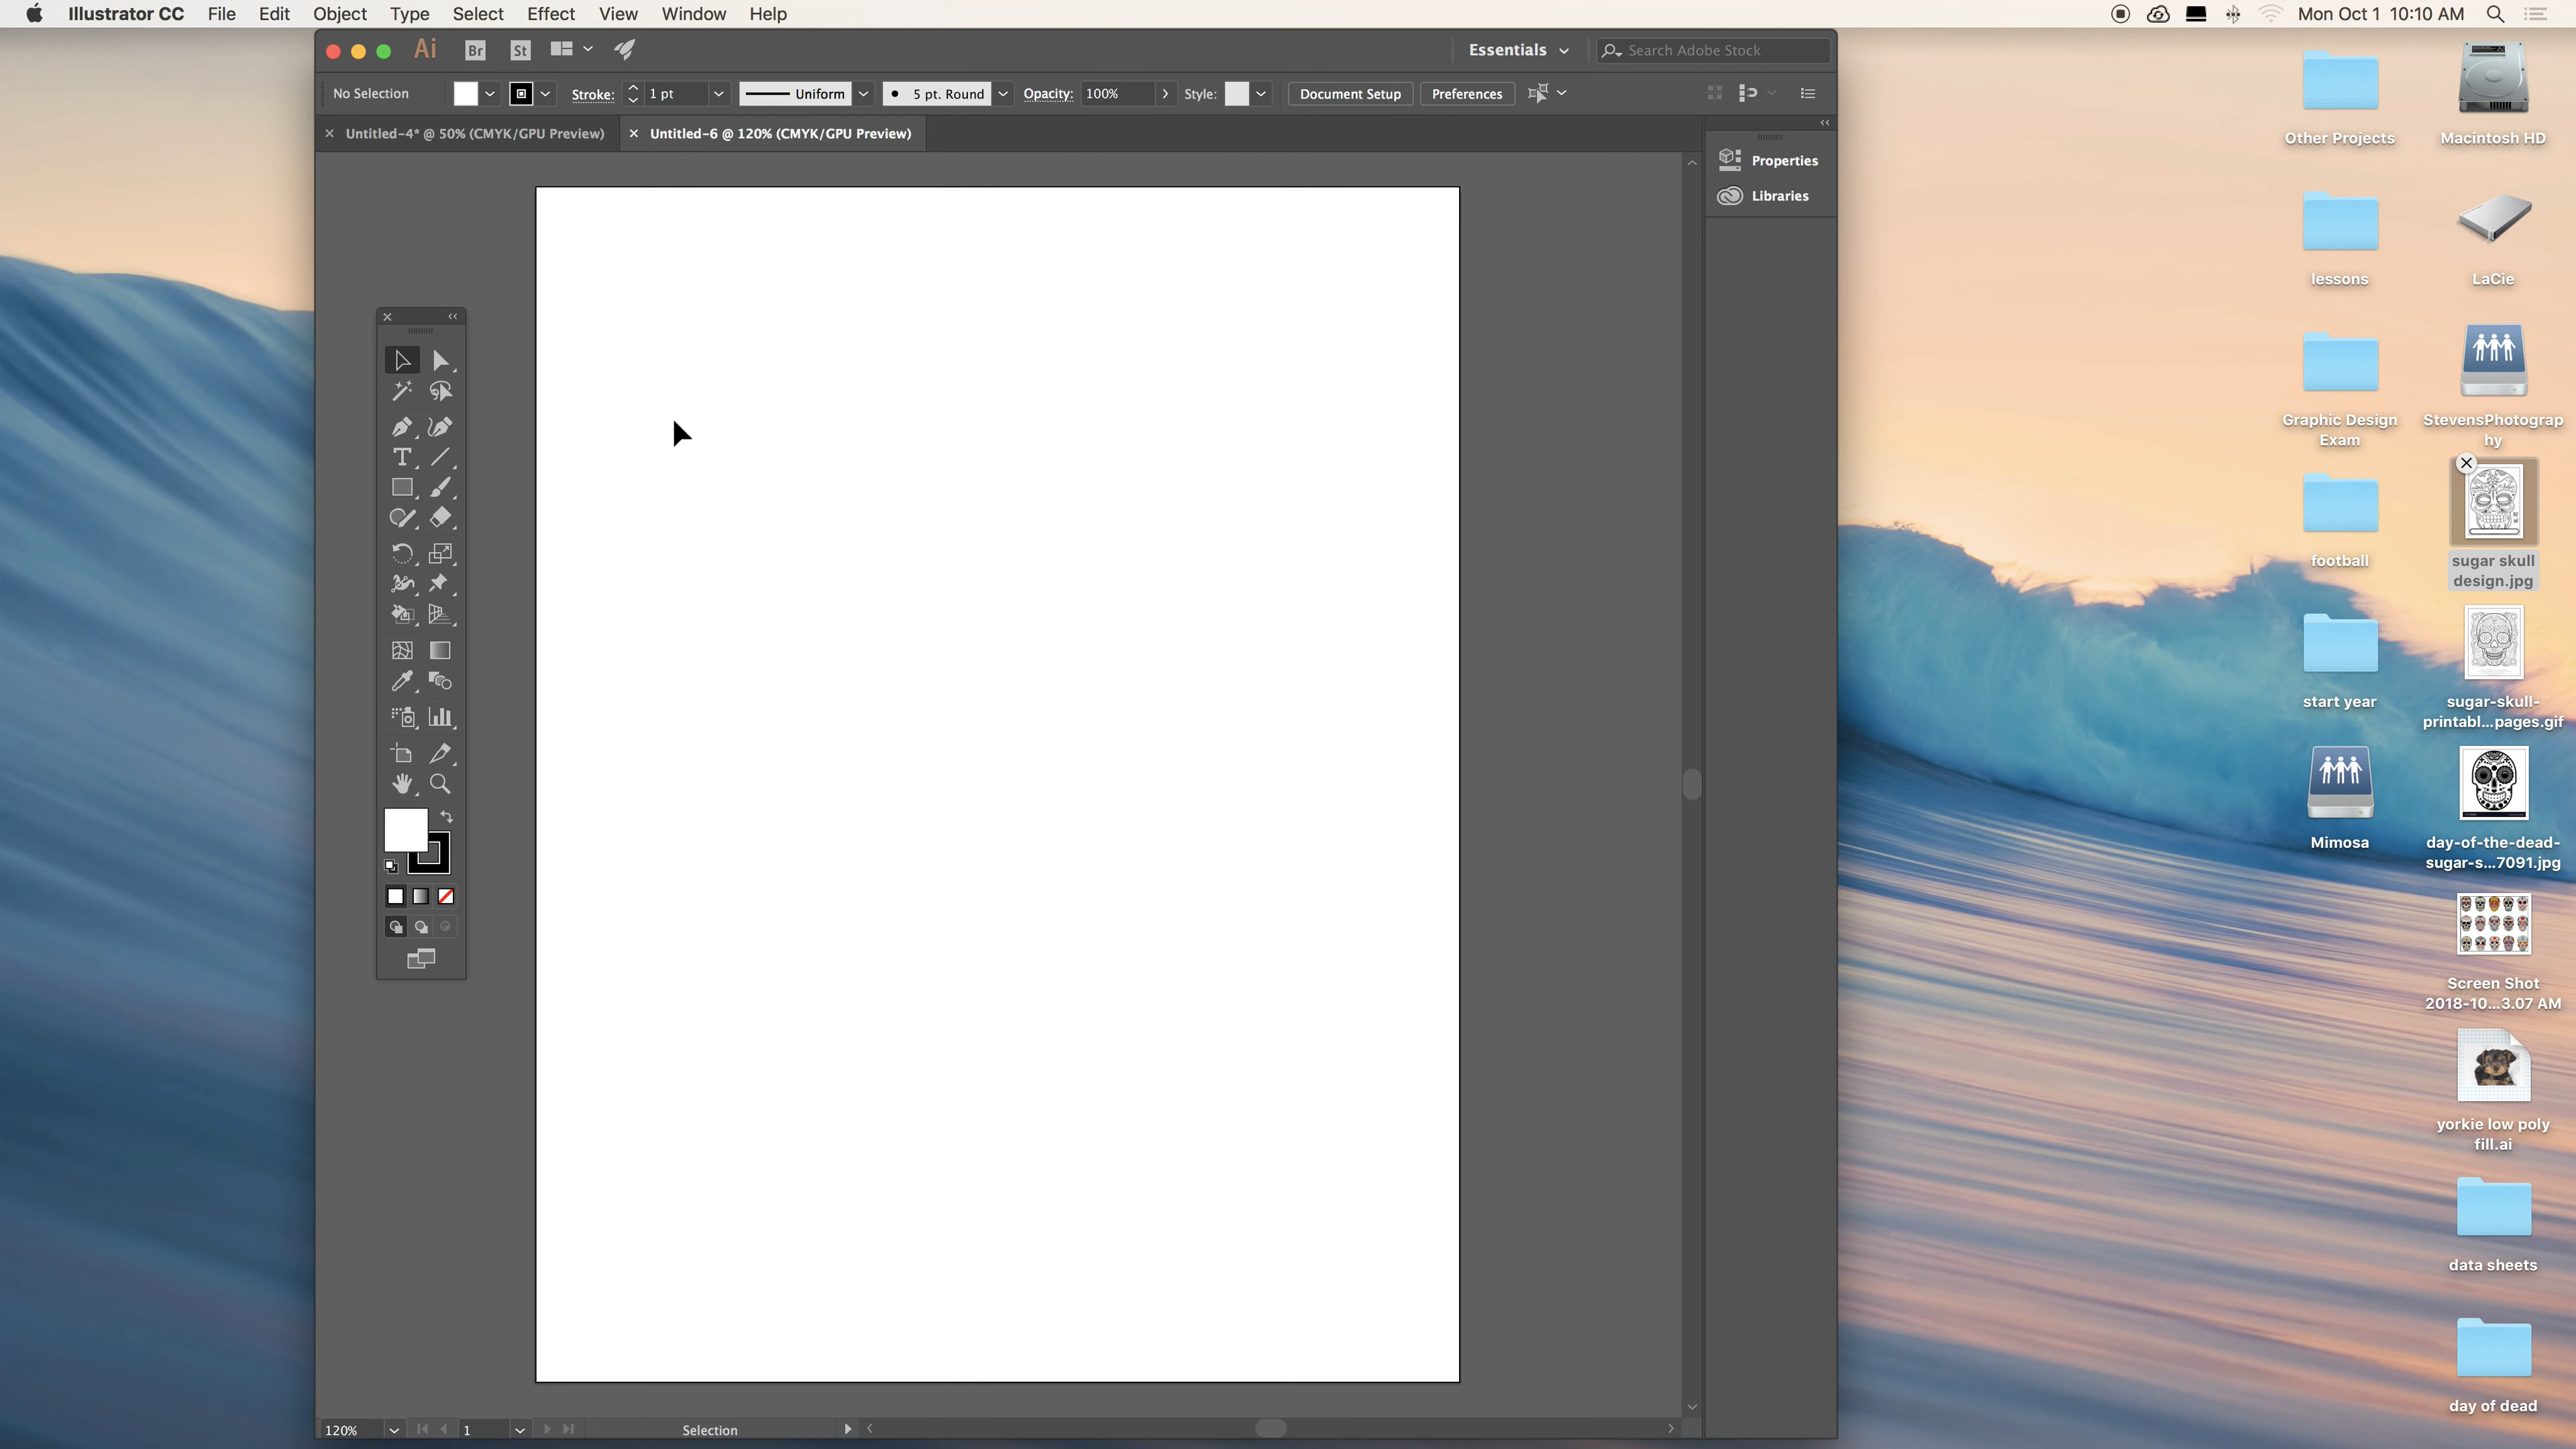 Illustrator CC File Edit Object Type Select Effect View Window Help Mon Oct 1 10:10 AM
Ai Br St Essentials Search Adobe Stock
No Selection Stroke: 1 pt Uniform 5 pt. Round Opacity: 100% Style: Document Setup Preferences
Untitled-4* @ 50% (CMYK/GPU Preview) Untitled-6 @ 120% (CMYK/GPU Preview)
Properties
Libraries
120% 1 Selection
Other Projects
Macintosh HD
lessons
LaCie
Graphic Design
Exam
StevensPhotograp
hy
football
sugar skull
design.jpg
start year
sugar-skull-
printabl...pages.gif
Mimosa
day-of-the-dead-
sugar-s...7091.jpg
Screen Shot
2018-10...3.07 AM
yorkie low poly
fill.ai
data sheets
day of dead